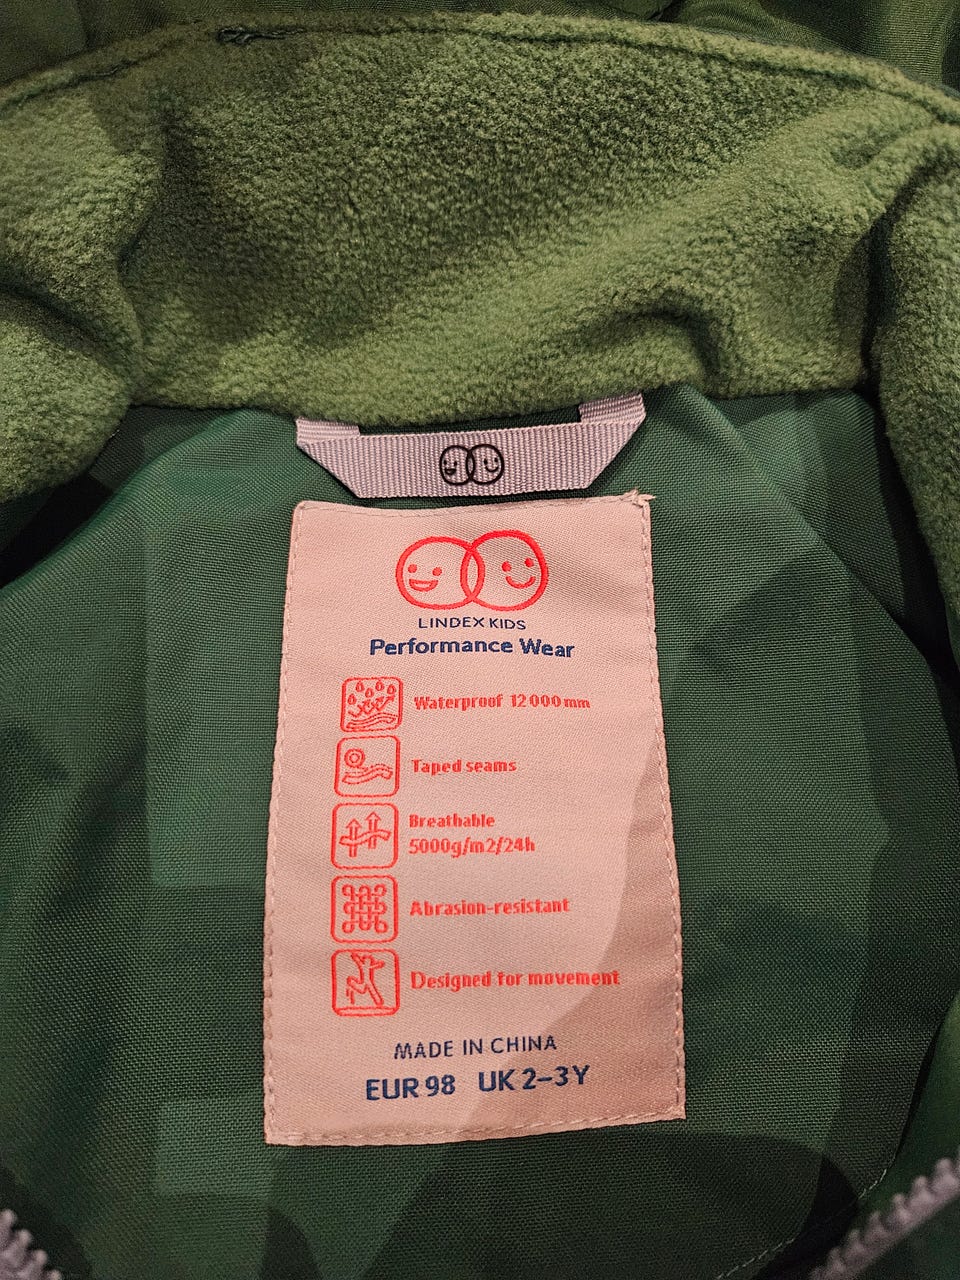 LINDEX KIDS
Performance Wear
Waterproof 12 000 mm
Taped seams
Breathable
5000g/m2/24h
Abrasion-resistant
Designed for movement
MADE IN CHINA
EUR 98 UK 2-3Y